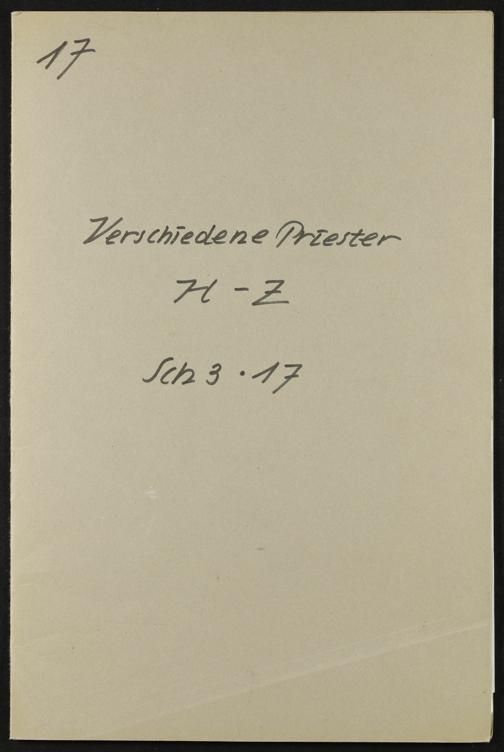 17
Verschiedene Priester
H - Z
Sch 3 · 17